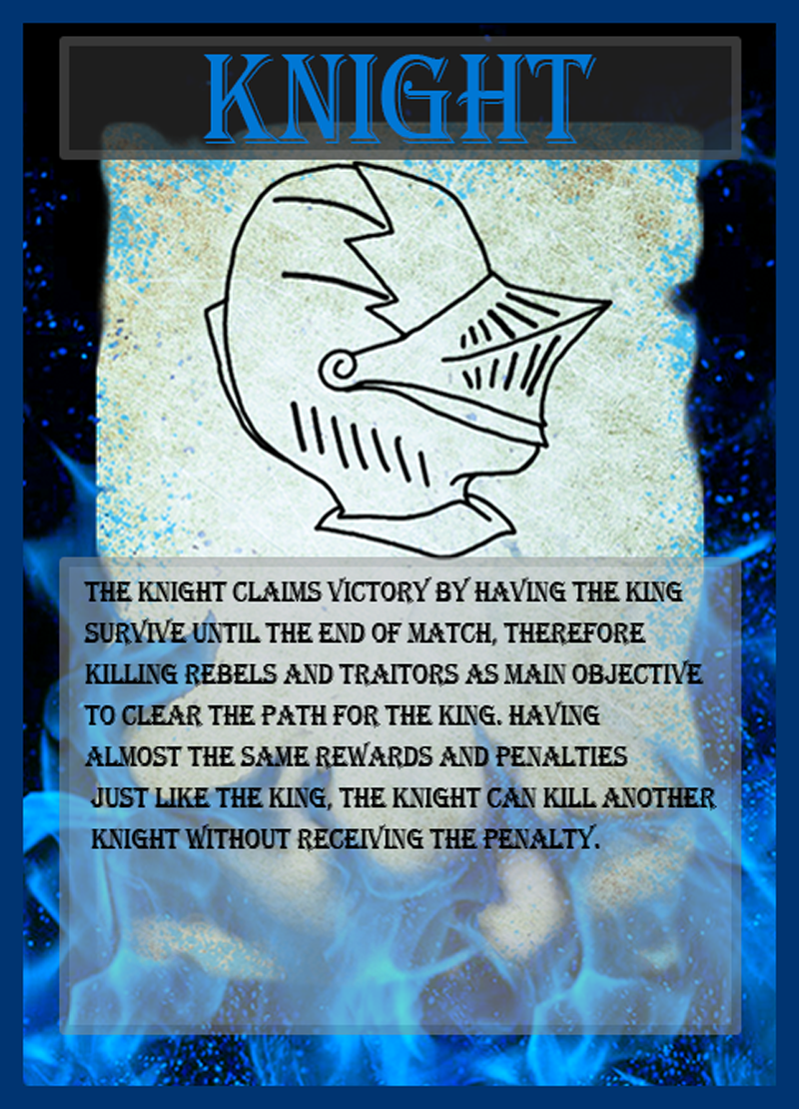 KNIGHT
THE KNIGHT CLAIMS VICTORY BY HAVING THE KING
SURVIVE UNTIL THE END OF MATCH, THEREFORE
KILLING REBELS AND TRAITORS AS MAIN OBJECTIVE
TO CLEAR THE PATH FOR THE KING. HAVING
ALMOST THE SAME REWARDS AND PENALTIES
JUST LIKE THE KING, THE KNIGHT CAN KILL ANOTHER
KNIGHT WITHOUT RECEIVING THE PENALTY.